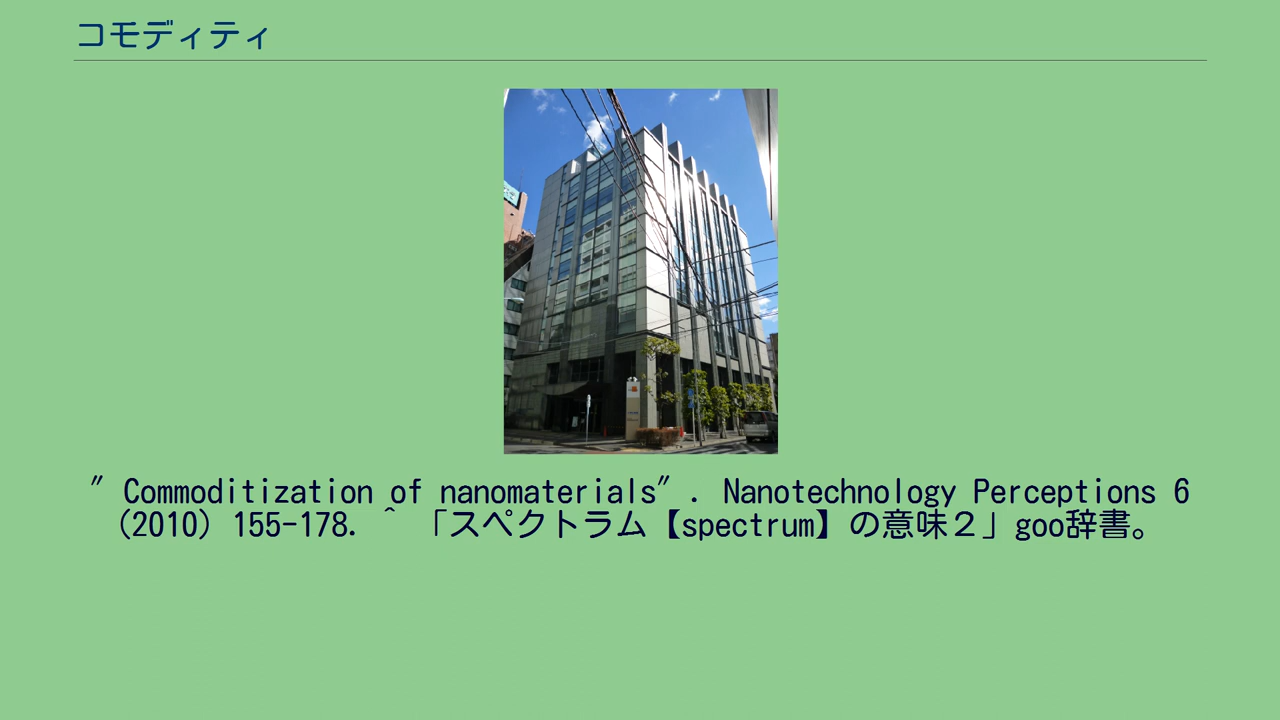 コモディティ
″Commoditization of nanomaterials″. Nanotechnology Perceptions 6
(2010) 155-178. ^ 「スペクトラム【spectrum】の意味２」goo辞書。